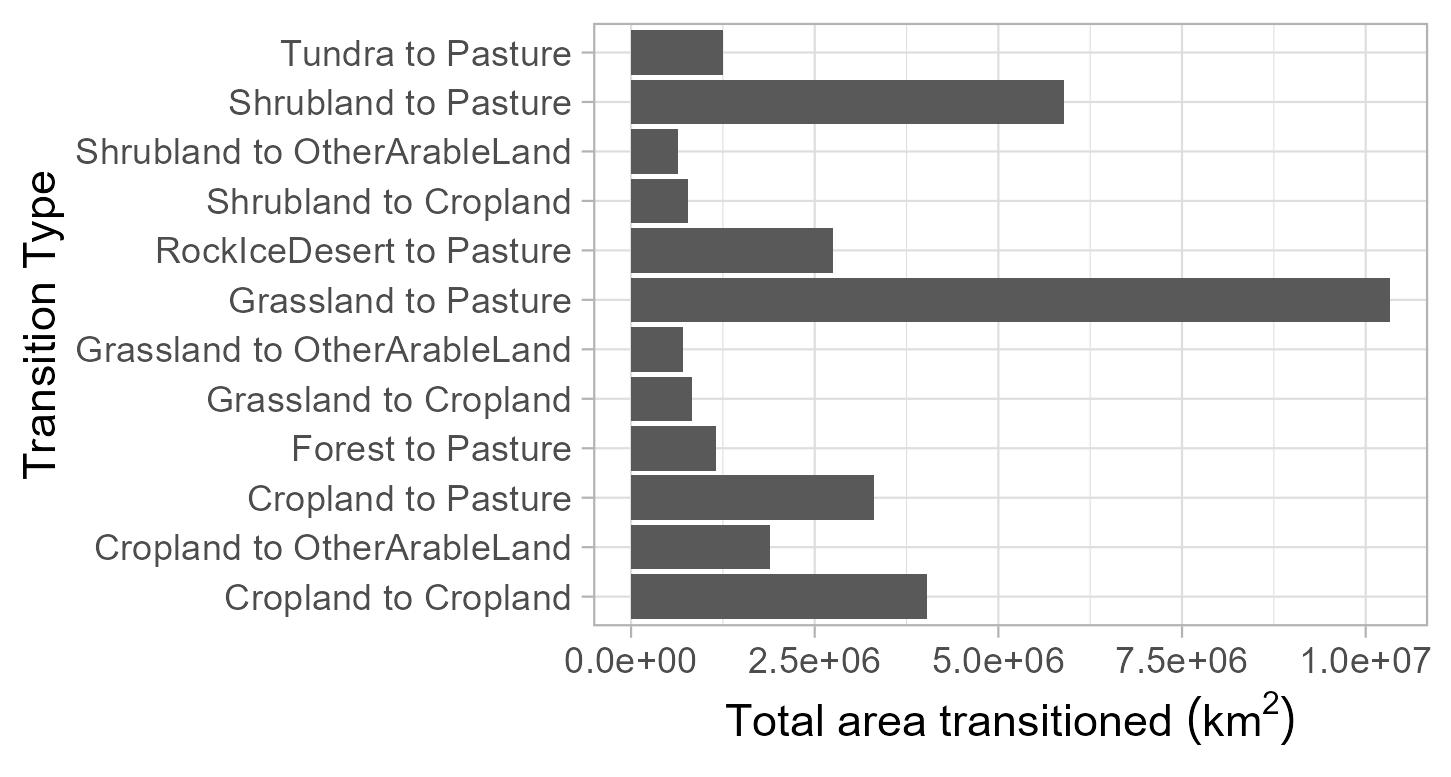 Transition Type
Tundra to Pasture
Shrubland to Pasture
Shrubland to OtherArableLand
Shrubland to Cropland
RockIceDesert to Pasture
Grassland to Pasture
Grassland to OtherArableLand
Grassland to Cropland
Forest to Pasture
Cropland to Pasture
Cropland to OtherArableLand
Cropland to Cropland
0.0e+00 2.5e+06 5.0e+06 7.5e+06 1.0e+07
Total area transitioned (km²)